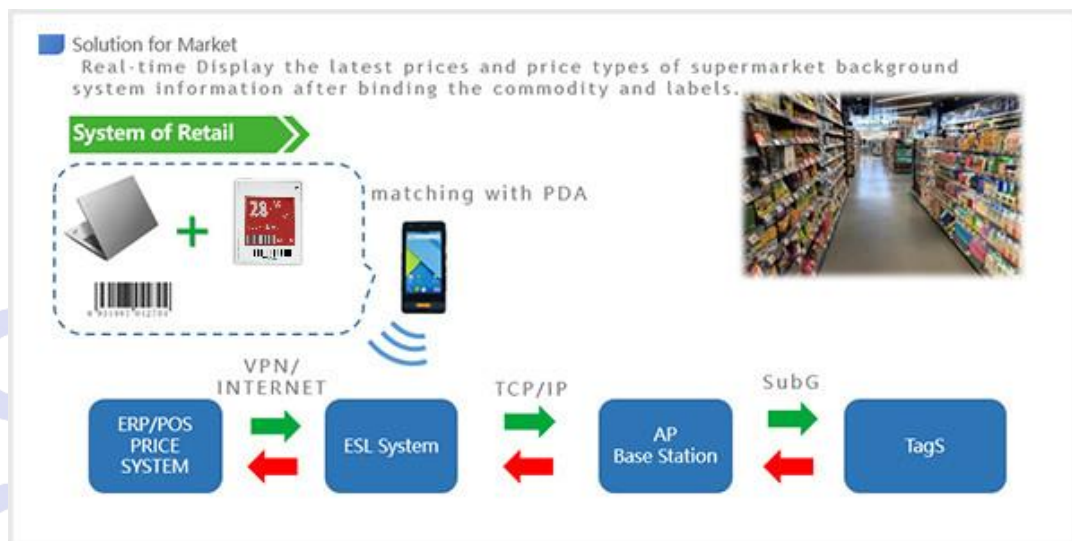 Solution for Market
Real-time Display the latest prices and price types of supermarket background
system information after binding the commodity and labels.
System of Retail
matching with PDA
28
VPN/
INTERNET
TCP/IP
SubG
ERP/POS
PRICE
SYSTEM
ESL System
AP
Base Station
TagS